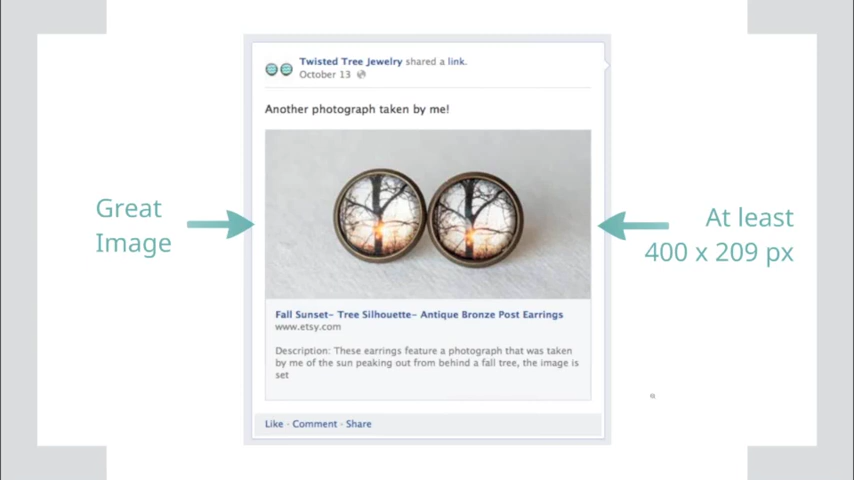 Twisted Tree Jewelry shared a link.
October 13
Another photograph taken by me!
Great
Image
At least
400 x 209 px
Fall Sunset- Tree Silhouette- Antique Bronze Post Earrings
www.etsy.com
Description: These earrings feature a photograph that was taken
by me of the sun peaking out from behind a fall tree, the image is
set
Like · Comment · Share